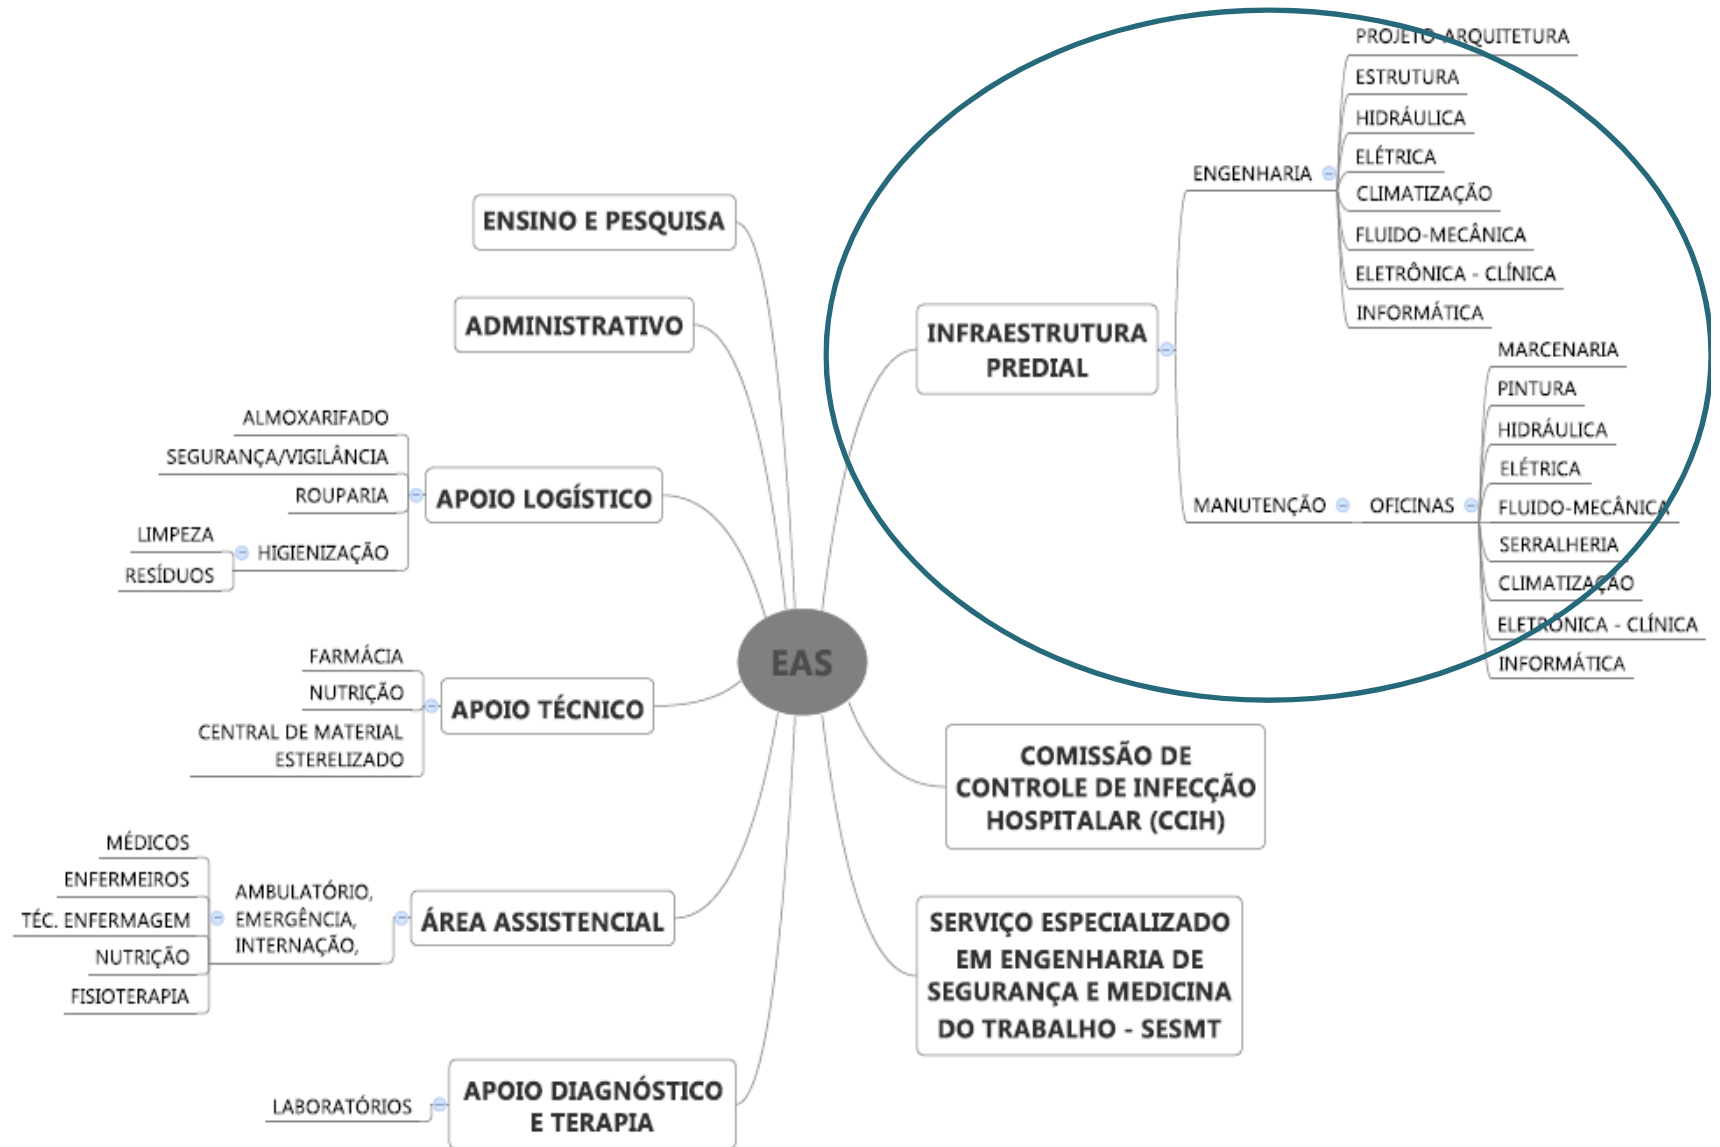 ENSINO E PESQUISA
ADMINISTRATIVO
ALMOXARIFADO
SEGURANÇA/VIGILÂNCIA
ROUPARIA
LIMPEZA
RESÍDUOS
HIGIENIZAÇÃO
APOIO LOGÍSTICO
FARMÁCIA
NUTRIÇÃO
CENTRAL DE MATERIAL
ESTERELIZADO
APOIO TÉCNICO
MÉDICOS
ENFERMEIROS
TÉC. ENFERMAGEM
NUTRIÇÃO
FISIOTERAPIA
AMBULATÓRIO,
EMERGÊNCIA,
INTERNAÇÃO,
ÁREA ASSISTENCIAL
LABORATÓRIOS
APOIO DIAGNÓSTICO
E TERAPIA
EAS
INFRAESTRUTURA
PREDIAL
ENGENHARIA
PROJETO ARQUITETURA
ESTRUTURA
HIDRÁULICA
ELÉTRICA
CLIMATIZAÇÃO
FLUIDO-MECÂNICA
ELETRÔNICA - CLÍNICA
INFORMÁTICA
MANUTENÇÃO
OFICINAS
MARCENARIA
PINTURA
HIDRÁULICA
ELÉTRICA
FLUIDO-MECÂNICA
SERRALHERIA
CLIMATIZAÇÃO
ELETRÔNICA - CLÍNICA
INFORMÁTICA
COMISSÃO DE
CONTROLE DE INFECÇÃO
HOSPITALAR (CCIH)
SERVIÇO ESPECIALIZADO
EM ENGENHARIA DE
SEGURANÇA E MEDICINA
DO TRABALHO - SESMT